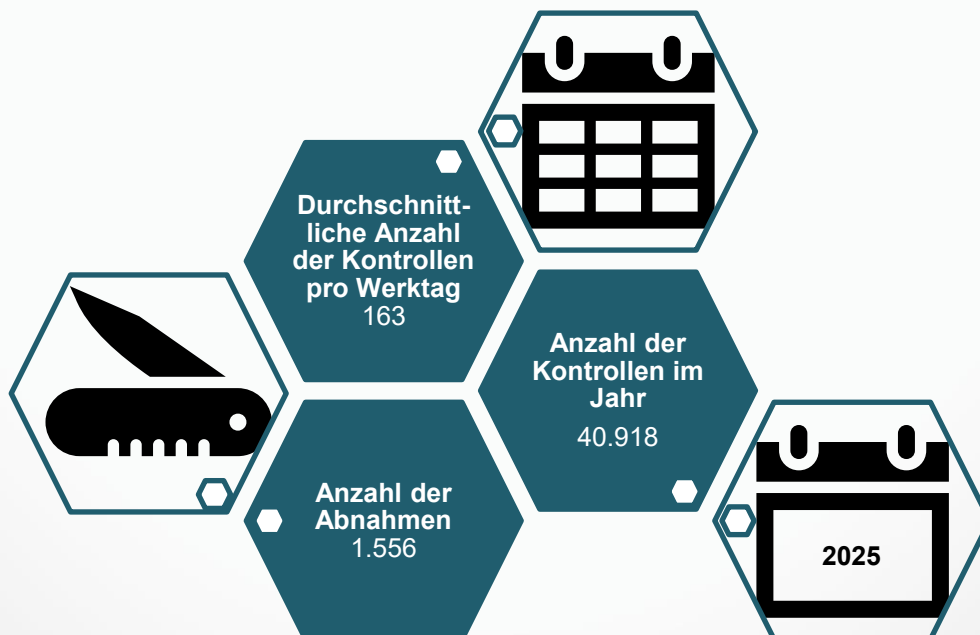 Durchschnitt-
liche Anzahl
der Kontrollen
pro Werktag
163
Anzahl der
Kontrollen im
Jahr
40.918
Anzahl der
Abnahmen
1.556
2025